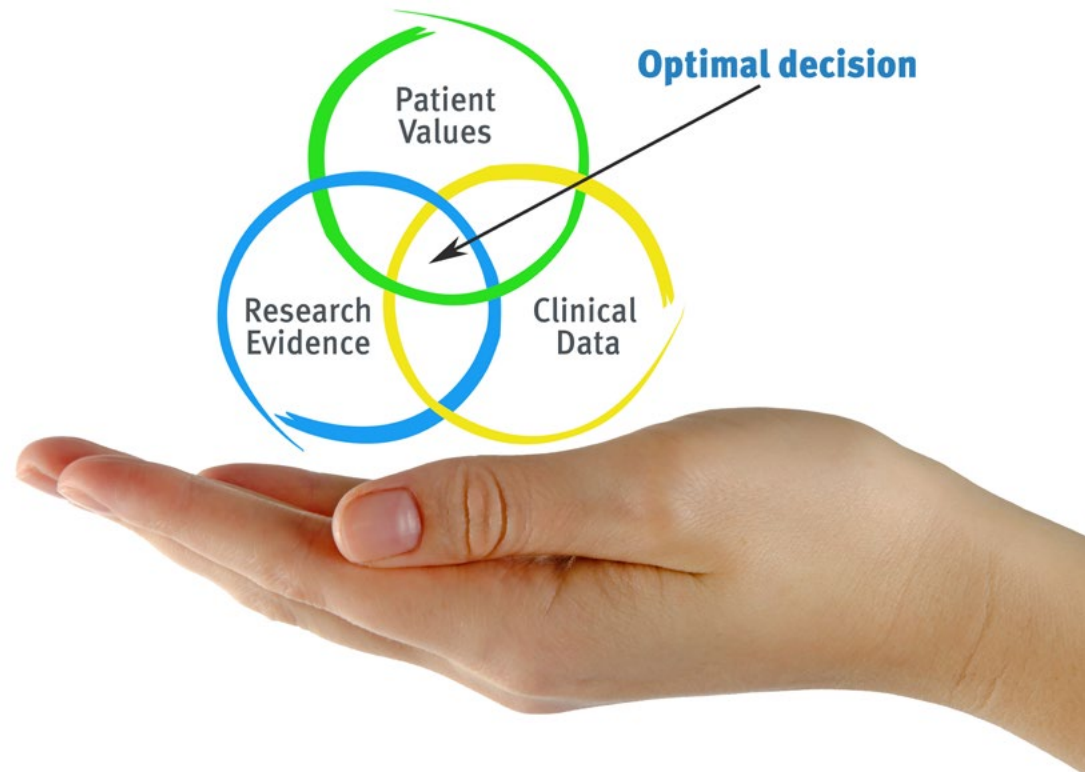 Optimal decision
Patient
Values
Research
Evidence
Clinical
Data